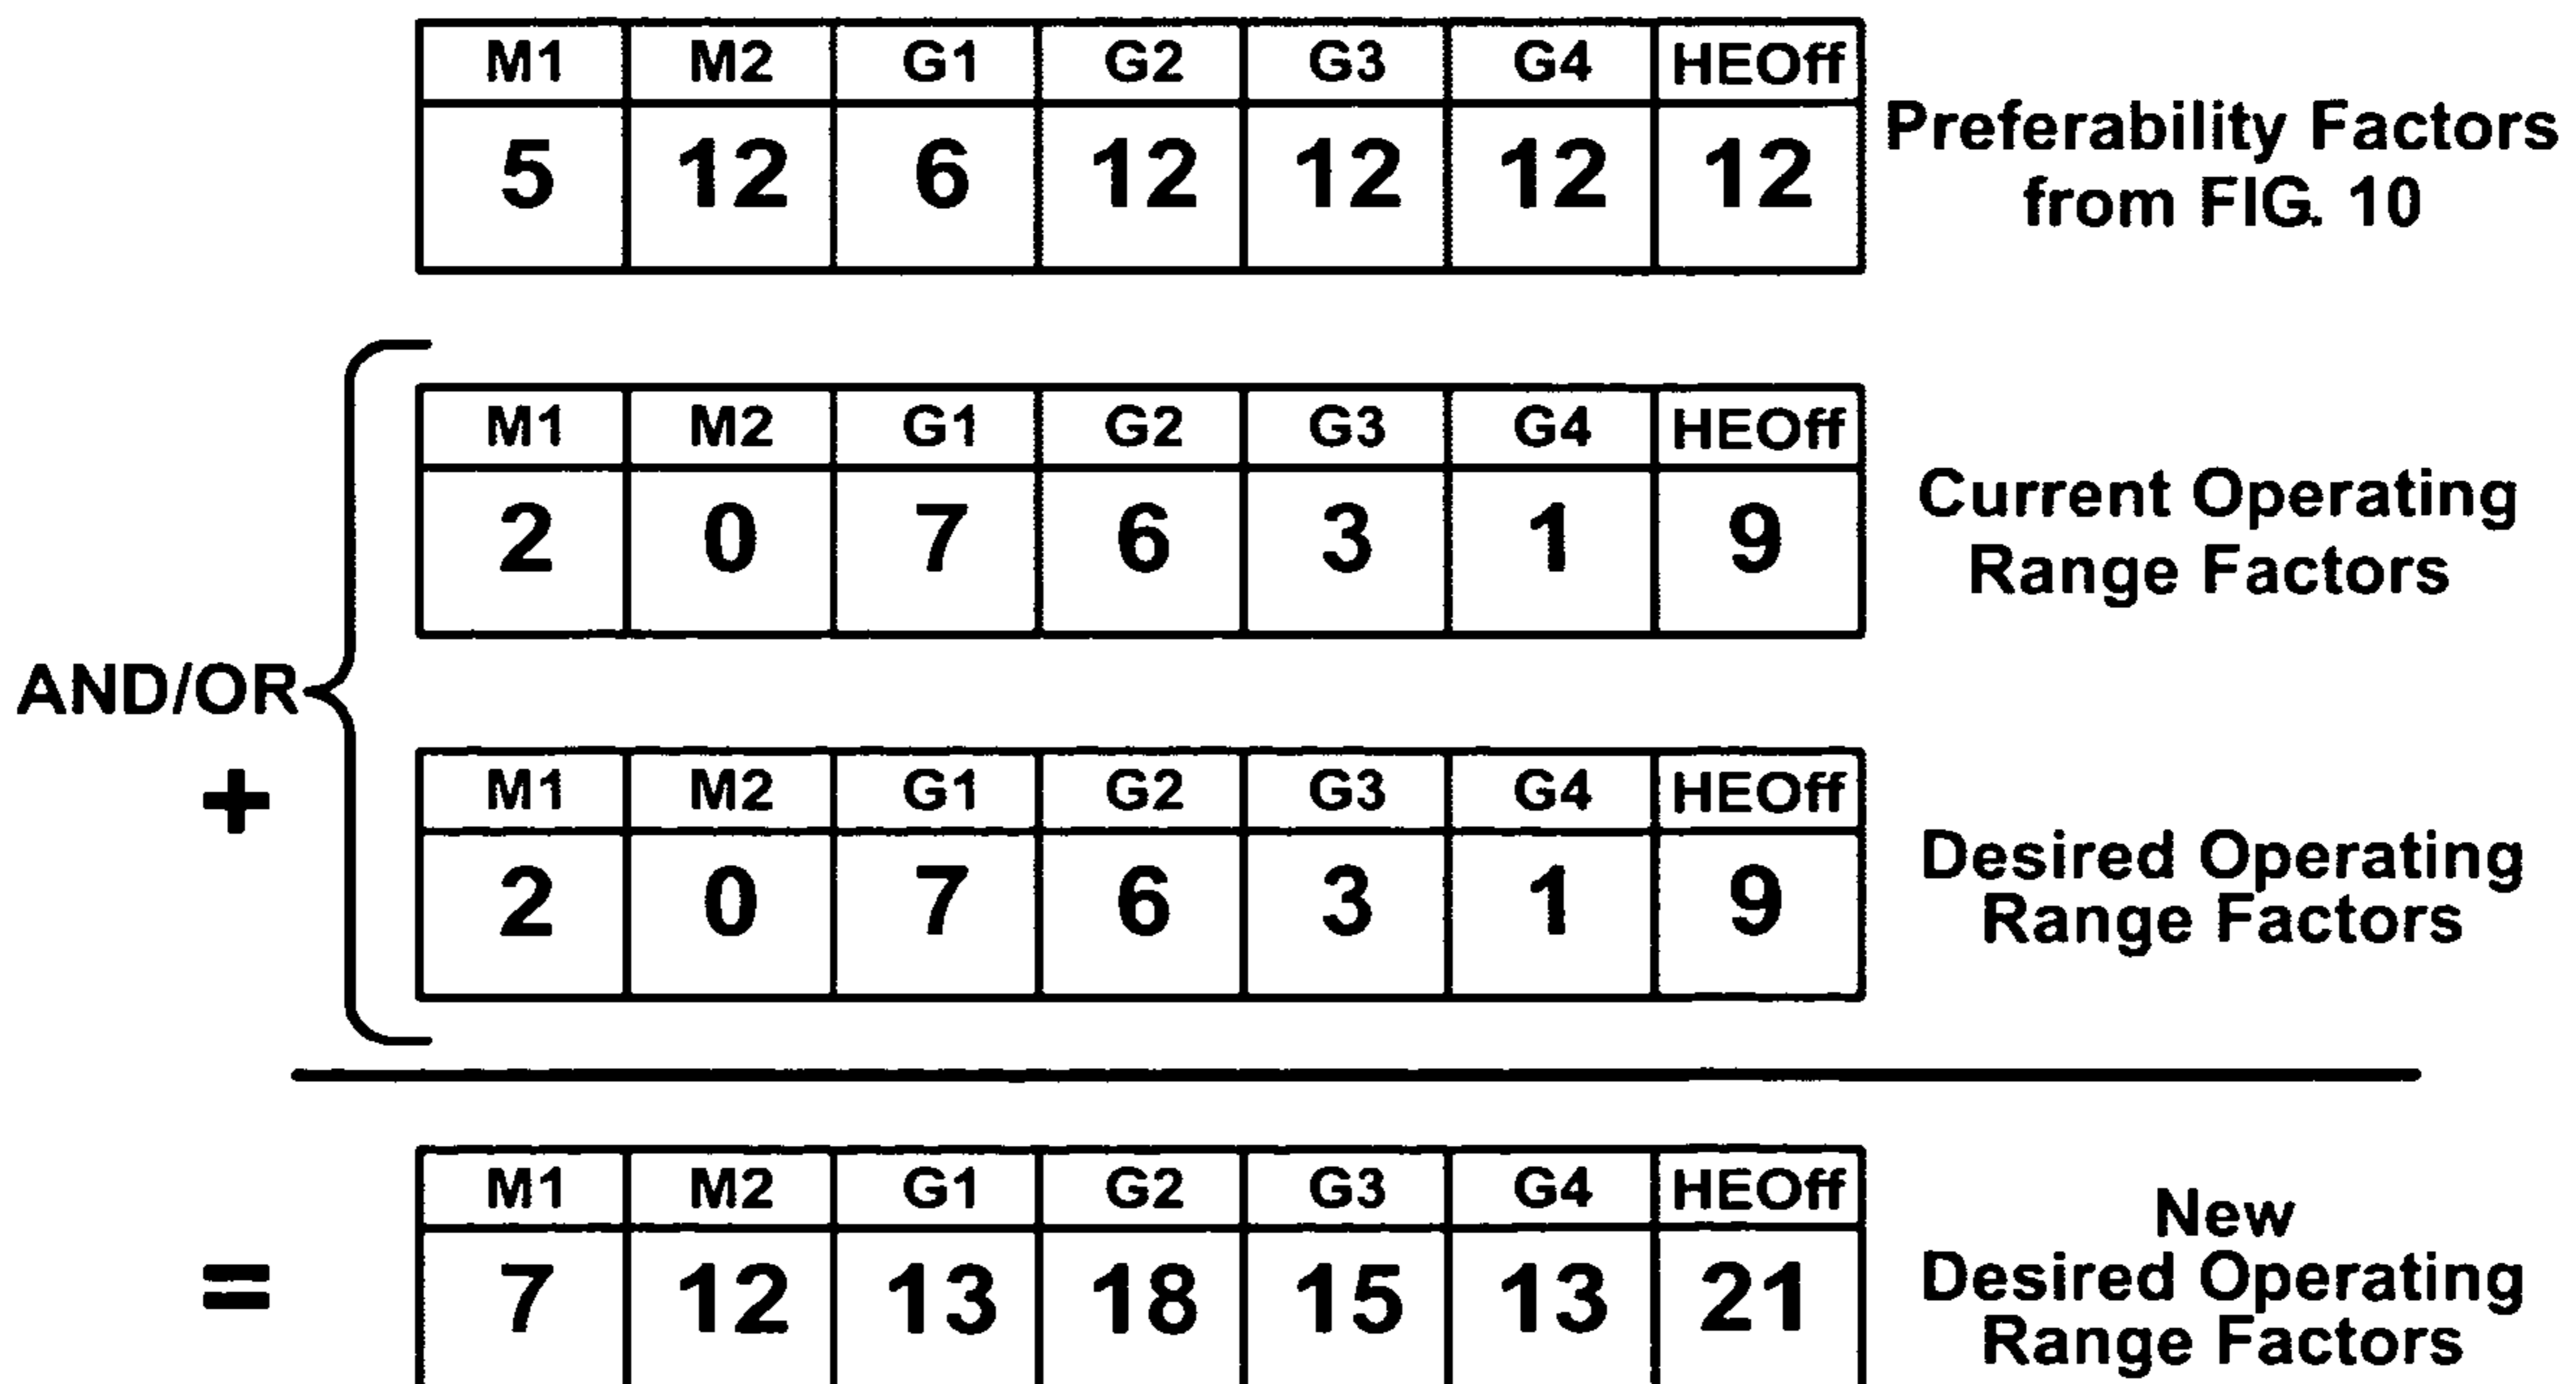 M1 M2 G1 G2 G3 G4 HEOff
5 12 6 12 12 12 12
Preferability Factors
from FIG. 10
M1 M2 G1 G2 G3 G4 HEOff
2 0 7 6 3 1 9
Current Operating
Range Factors
AND/OR
+
M1 M2 G1 G2 G3 G4 HEOff
2 0 7 6 3 1 9
Desired Operating
Range Factors
=
M1 M2 G1 G2 G3 G4 HEOff
7 12 13 18 15 13 21
New
Desired Operating
Range Factors